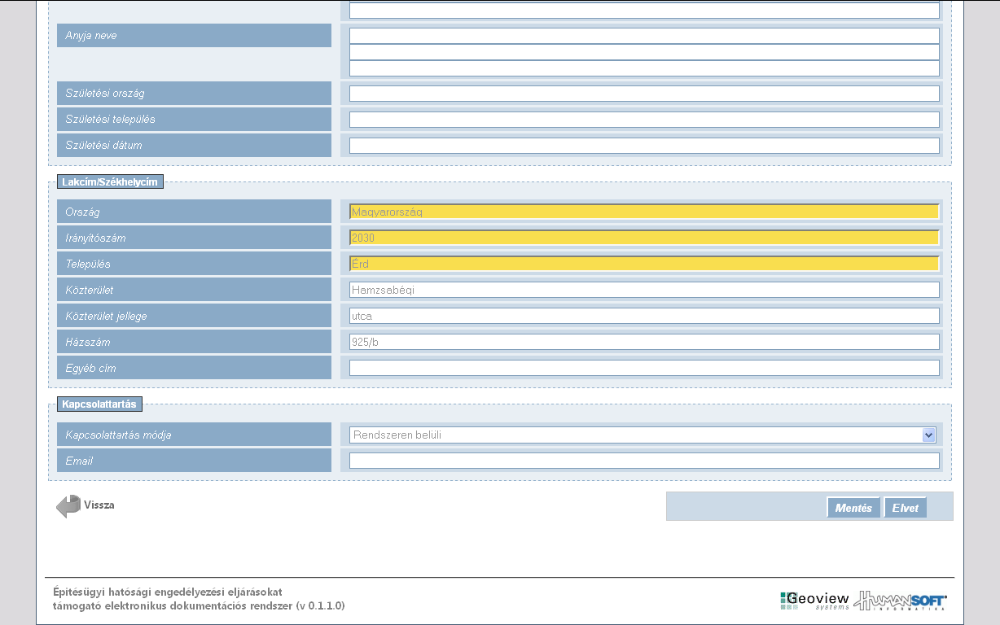 Anyja neve
Születési ország
Születési település
Születési dátum
Lakcím/Székhelycím
Ország
Magyarország
Irányítószám
2030
Település
Érd
Közterület
Hamzsabégi
Közterület jellege
utca
Házszám
925/b
Egyéb cím
Kapcsolattartás
Kapcsolattartás módja
Rendszeren belüli
Email
Vissza
Mentés
Elvet
Építésügyi hatósági engedélyezési eljárásokat
támogató elektronikus dokumentációs rendszer (v 0.1.1.0)
Geoview
systems
HUMANSOFT
INFORMATIKA